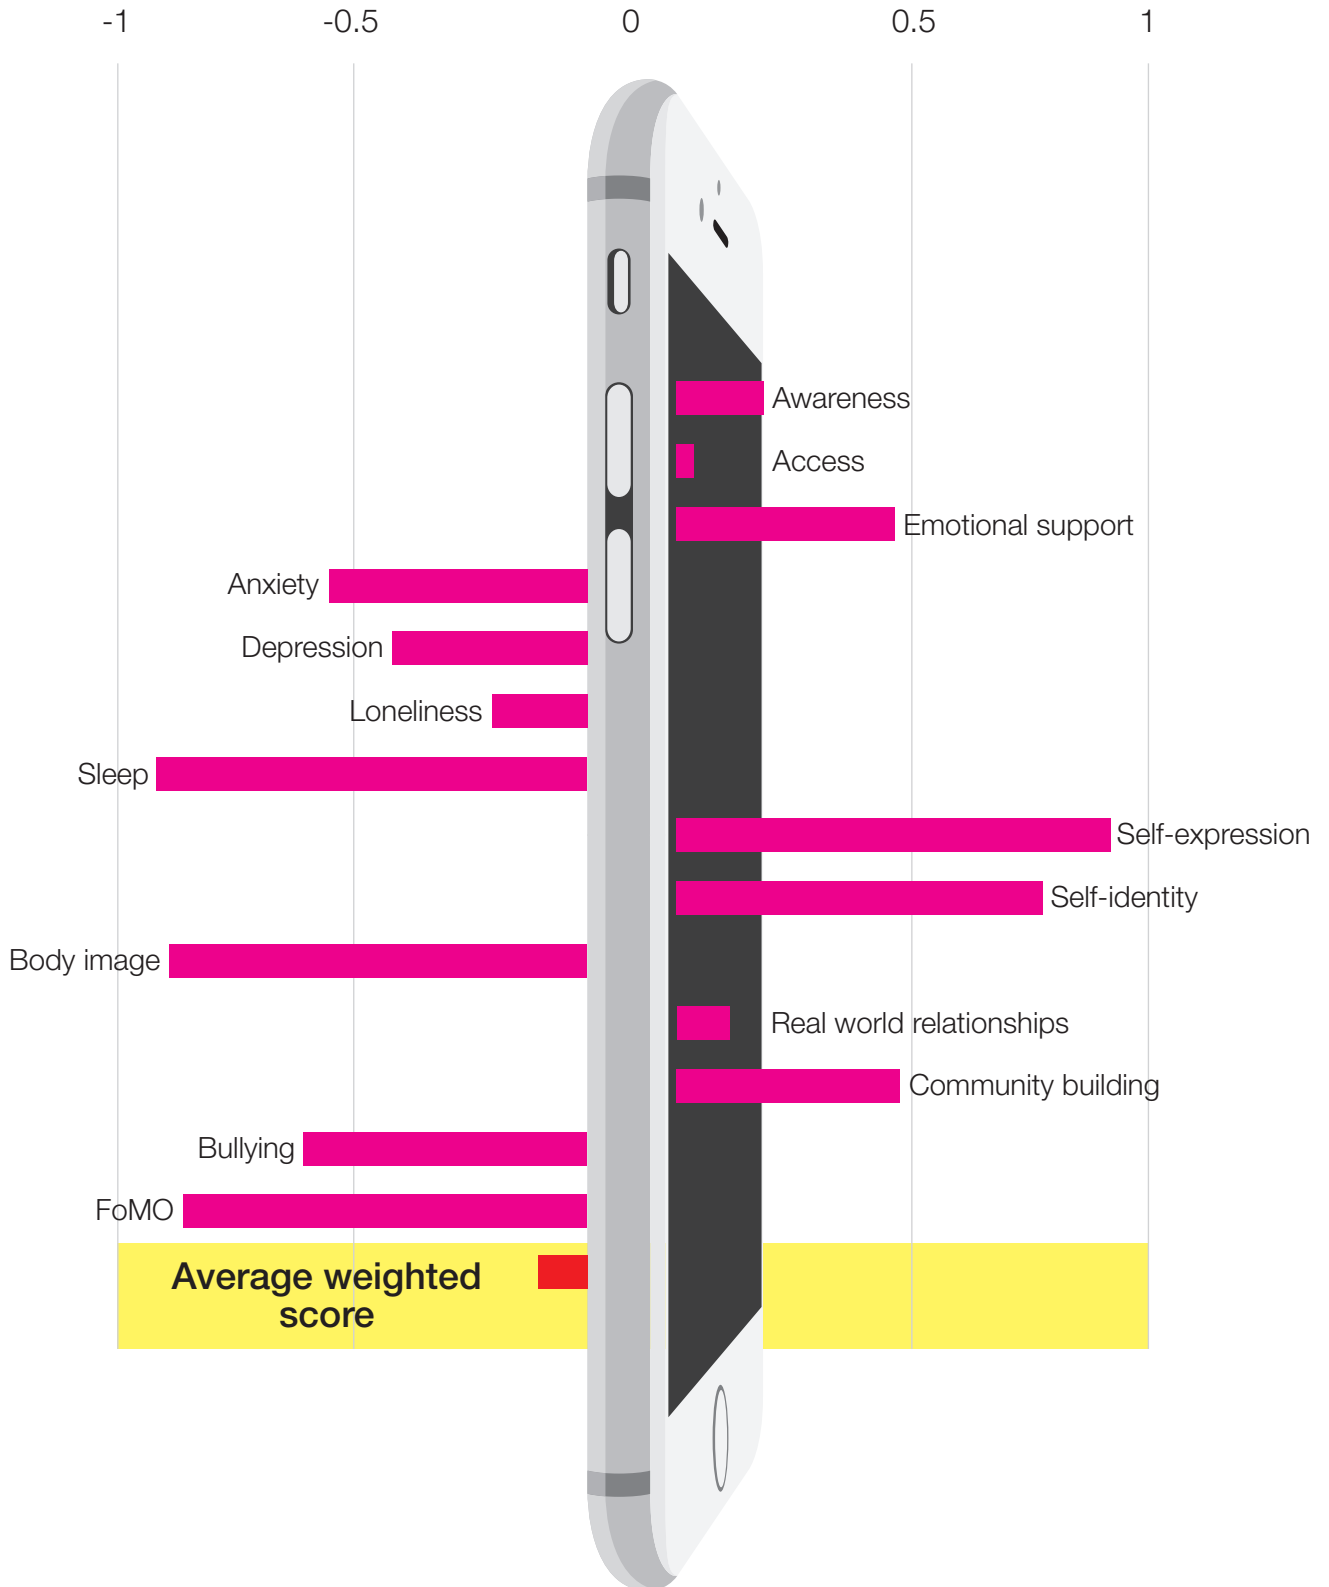 -1 -0.5 0 0.5 1
Awareness
Access
Emotional support
Anxiety
Depression
Loneliness
Sleep
Self-expression
Self-identity
Body image
Real world relationships
Community building
Bullying
FoMO
Average weighted
score